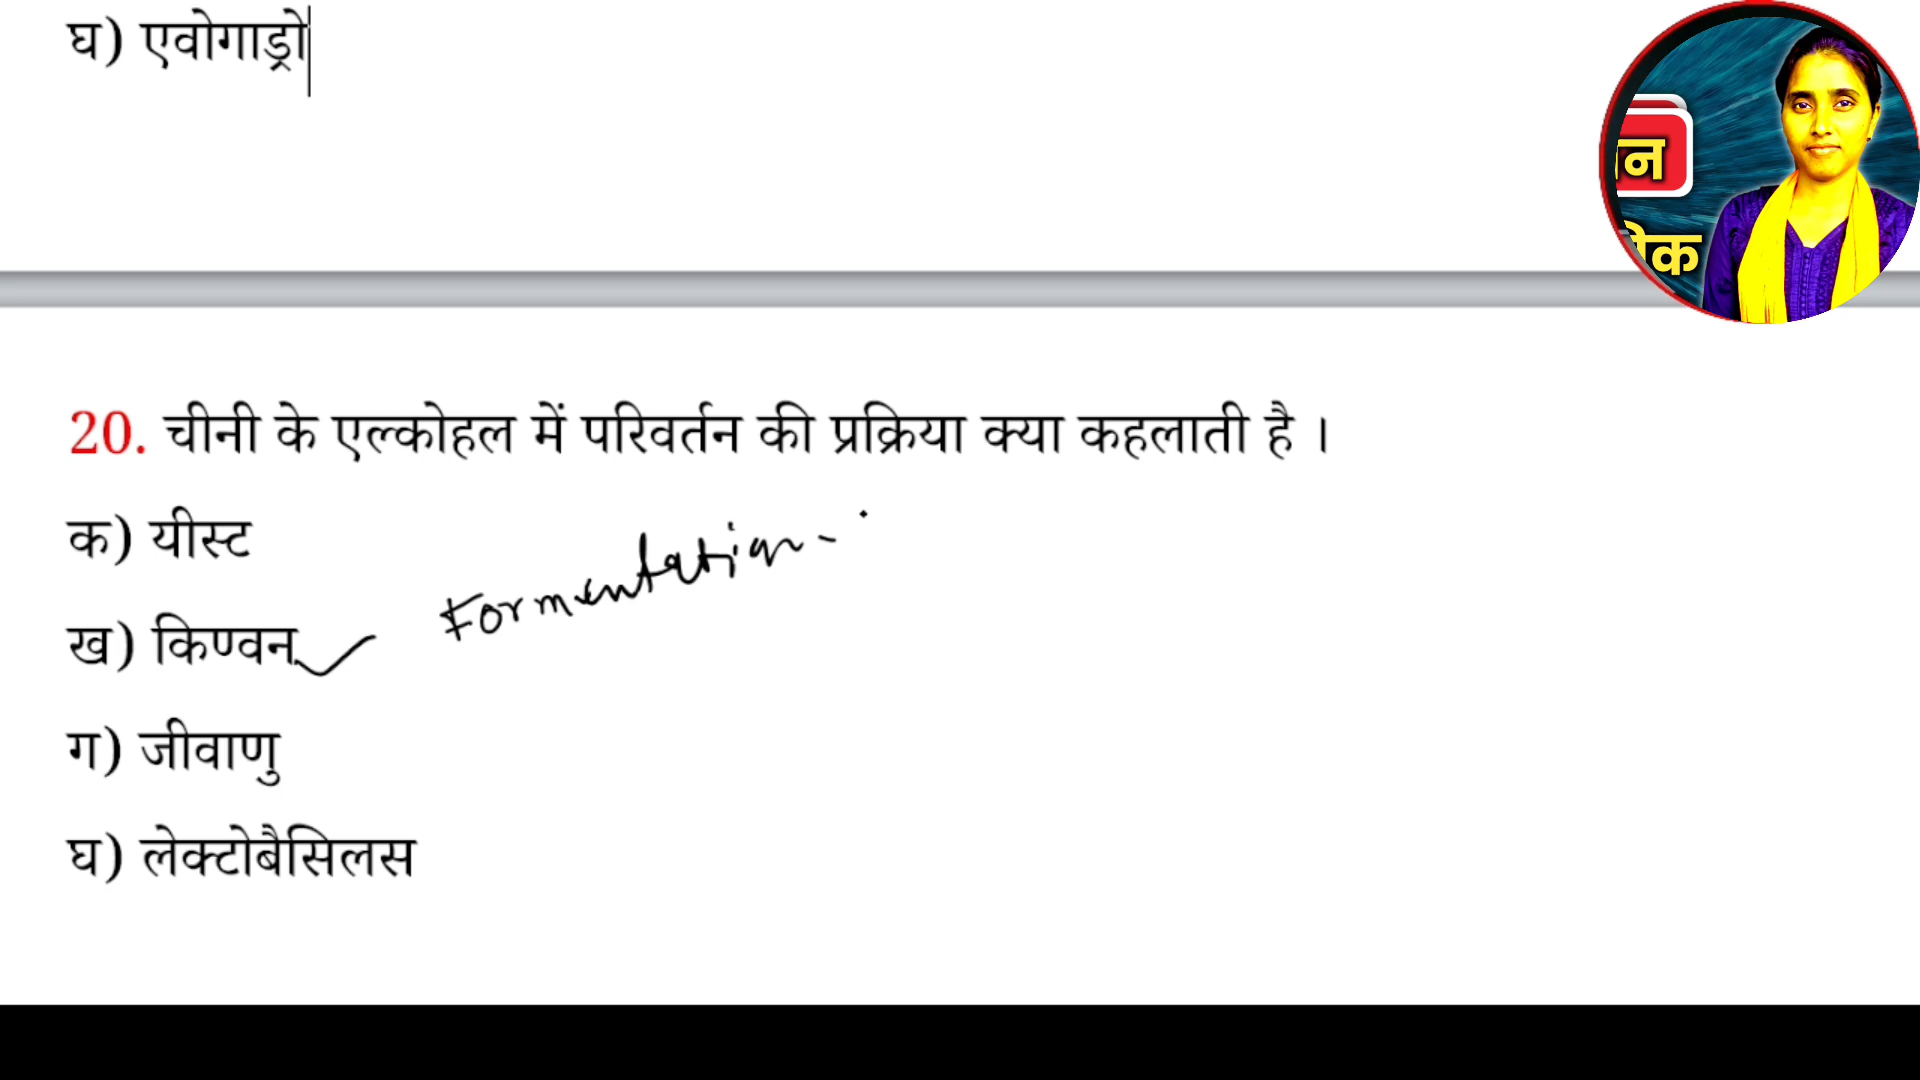 घ) एवोगाड्रो
न
क
20. चीनी के एल्कोहल में परिवर्तन की प्रक्रिया क्या कहलाती है ।
क) यीस्ट
Formentation -
ख) किण्वन
ग) जीवाणु
घ) लेक्टोबैसिलस